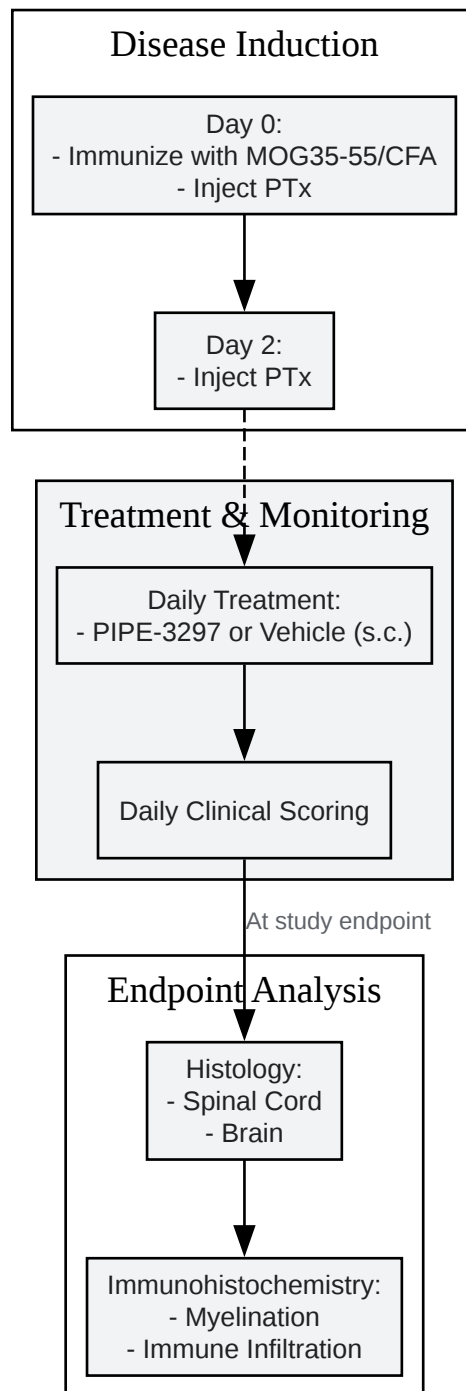 Disease Induction
Day 0:
- Immunize with MOG35-55/CFA
- Inject PTx
Day 2:
- Inject PTx
Treatment & Monitoring
Daily Treatment:
- PIPE-3297 or Vehicle (s.c.)
Daily Clinical Scoring
At study endpoint
Endpoint Analysis
Histology:
- Spinal Cord
- Brain
Immunohistochemistry:
- Myelination
- Immune Infiltration